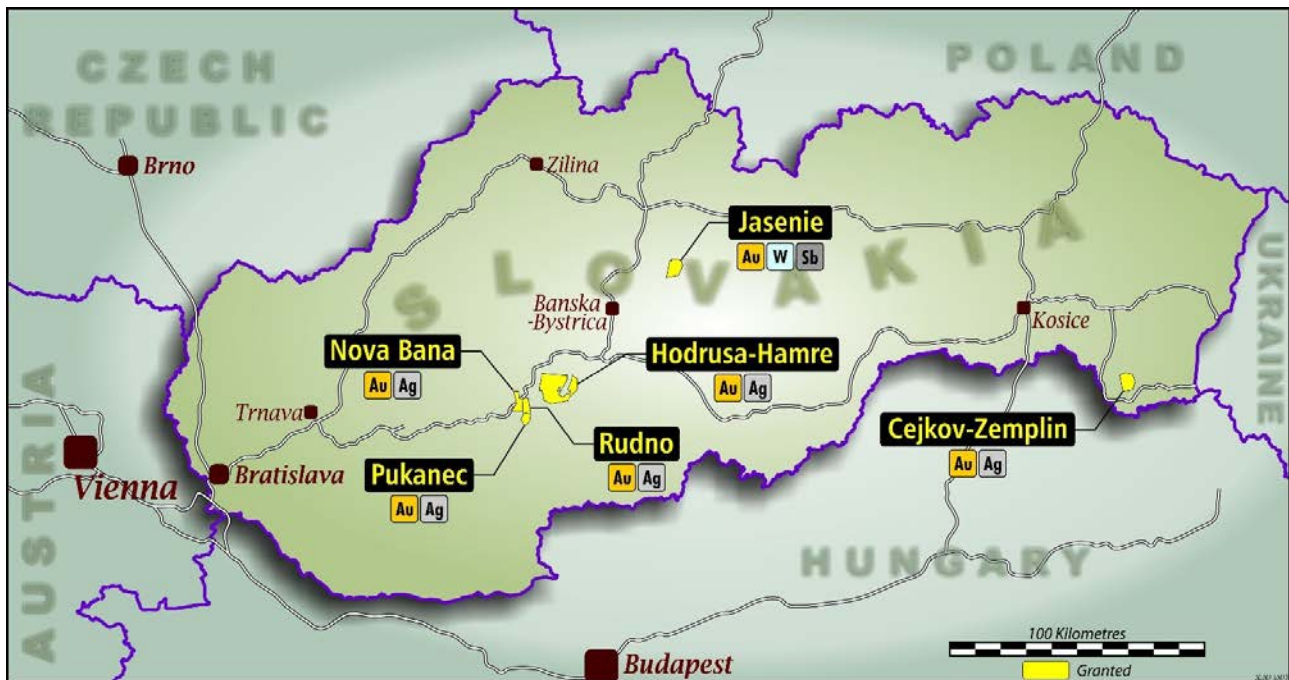 CZECH
REPUBLIC
POLAND
Brno
Zilina
Jasenie
Au W Sb
SLOVAKIA
UKRAINE
Banska
-Bystrica
Kosice
Nova Bana
Au Ag
Hodrusa-Hamre
Au Ag
Trnava
Cejkov-Zemplin
Au Ag
Rudno
Au Ag
Pukanec
Au Ag
Bratislava
Vienna
AUSTRIA
HUNGARY
Budapest
100 Kilometres
Granted